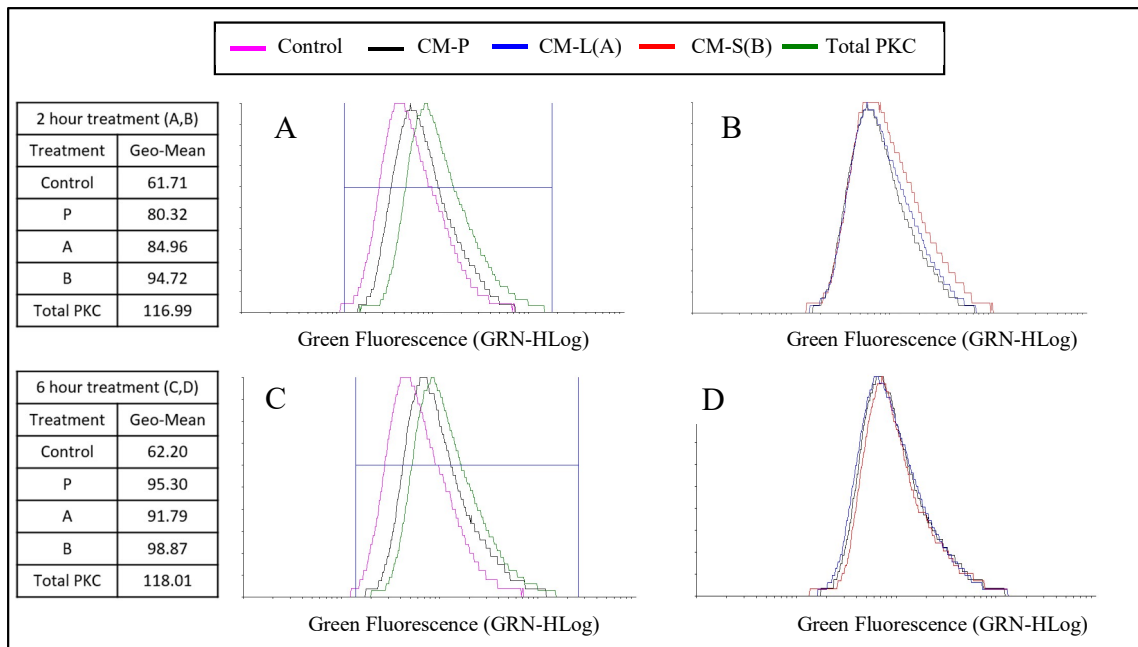 Control CM-P CM-L(A) CM-S(B) Total PKC
2 hour treatment (A,B)
Treatment Geo-Mean
Control 61.71
P 80.32
A 84.96
B 94.72
Total PKC 116.99
A
B
Green Fluorescence (GRN-HLog)
Green Fluorescence (GRN-HLog)
6 hour treatment (C,D)
Treatment Geo-Mean
Control 62.20
P 95.30
A 91.79
B 98.87
Total PKC 118.01
C
D
Green Fluorescence (GRN-HLog)
Green Fluorescence (GRN-HLog)